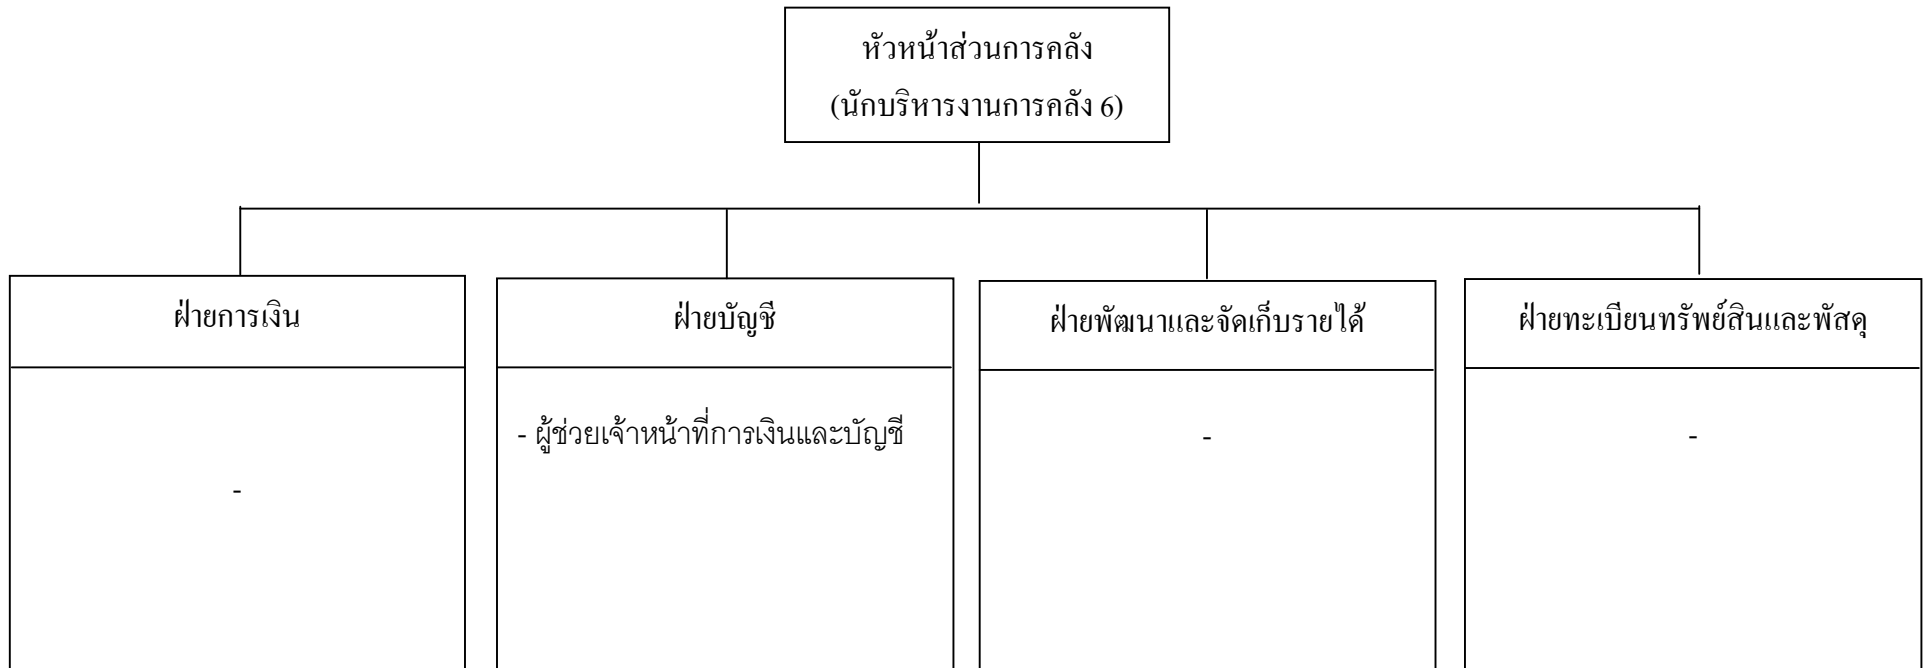 หัวหน้าส่วนการคลัง
(นักบริหารงานการคลัง 6)
ฝ่ายการเงิน
-
ฝ่ายบัญชี
- ผู้ช่วยเจ้าหน้าที่การเงินและบัญชี
ฝ่ายพัฒนาและจัดเก็บรายได้
-
ฝ่ายทะเบียนทรัพย์สินและพัสดุ
-